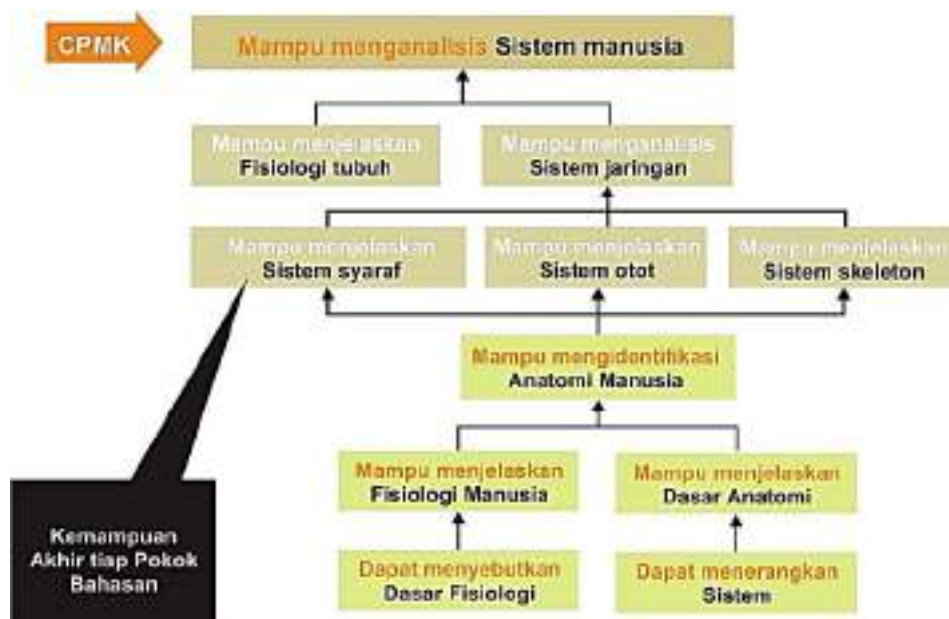 CPMK
Mampu menganalisis Sistem manusia
Mampu menjelaskan
Fisiologi tubuh
Mampu menganalisis
Sistem jaringan
Mampu menjelaskan
Sistem syaraf
Mampu menjelaskan
Sistem otot
Mampu menjelaskan
Sistem skeleton
Mampu mengidentifikasi
Anatomi Manusia
Mampu menjelaskan
Fisiologi Manusia
Mampu menjelaskan
Dasar Anatomi
Kemampuan
Akhir tiap Pokok
Bahasan
Dapat menyebutkan
Dasar Fisiologi
Dapat menerangkan
Sistem